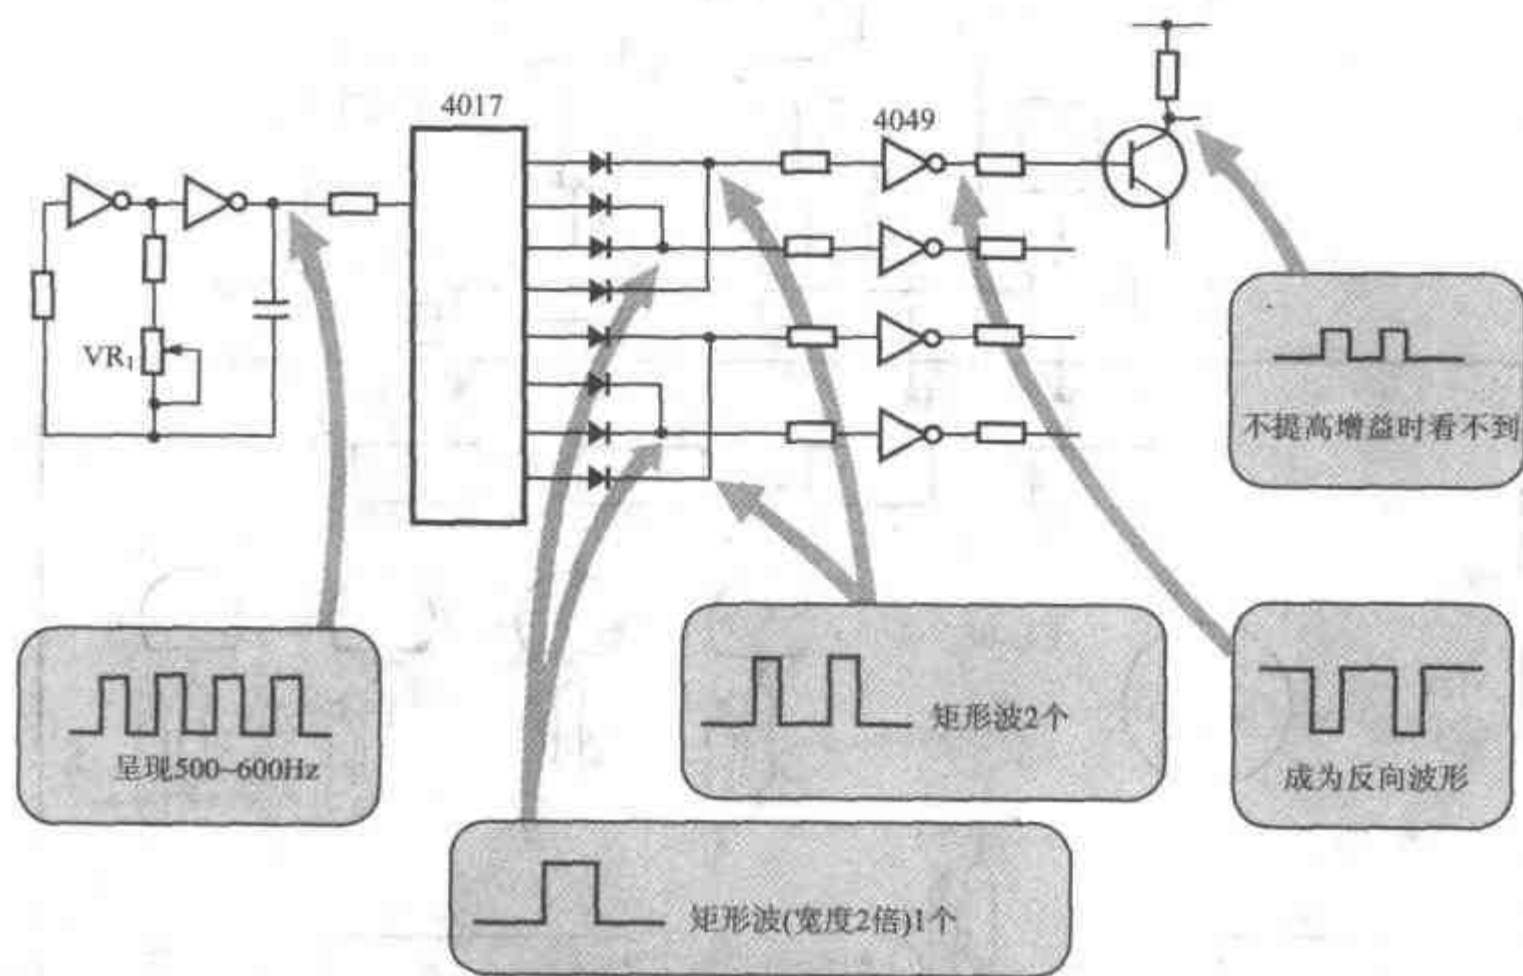 4017
4049
VR₁
不提高增益时看不到
呈现500~600Hz
矩形波2个
成为反向波形
矩形波(宽度2倍)1个